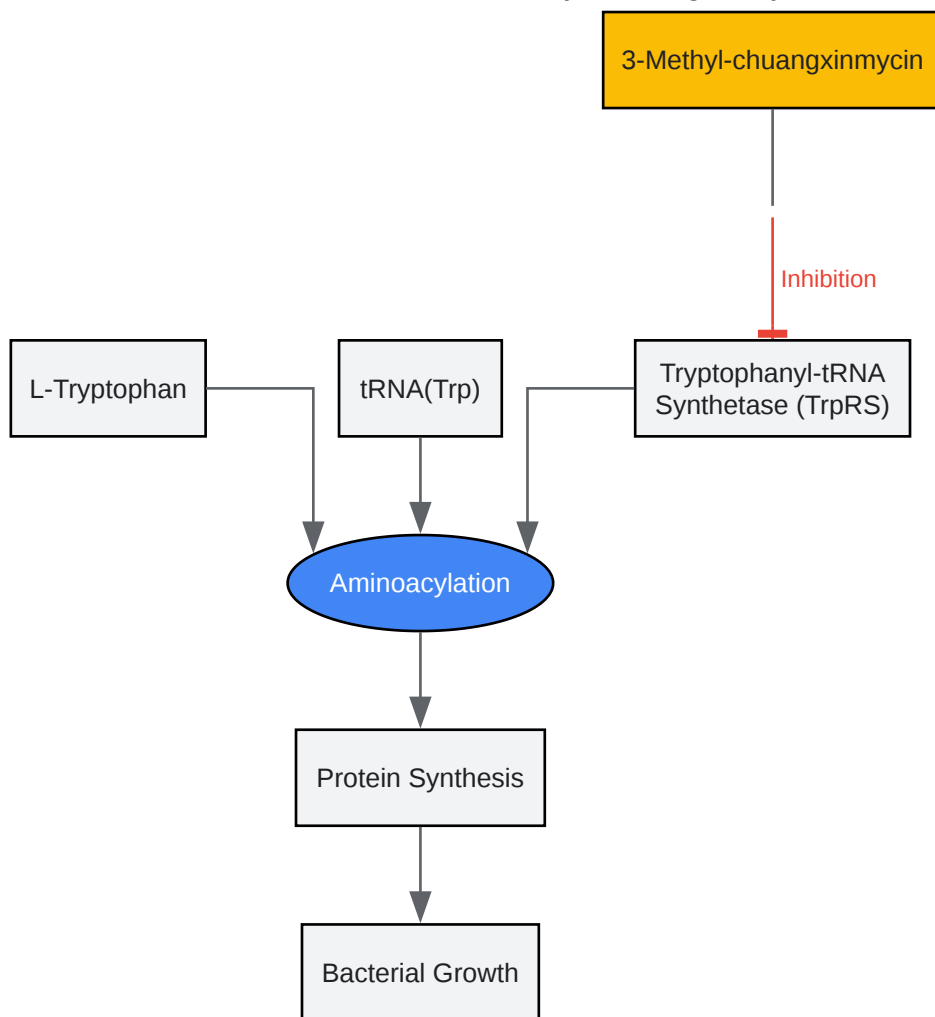 3-Methyl-chuangxinmycin
Inhibition
L-Tryptophan
tRNA(Trp)
Tryptophanyl-tRNA
Synthetase (TrpRS)
Aminoacylation
Protein Synthesis
Bacterial Growth